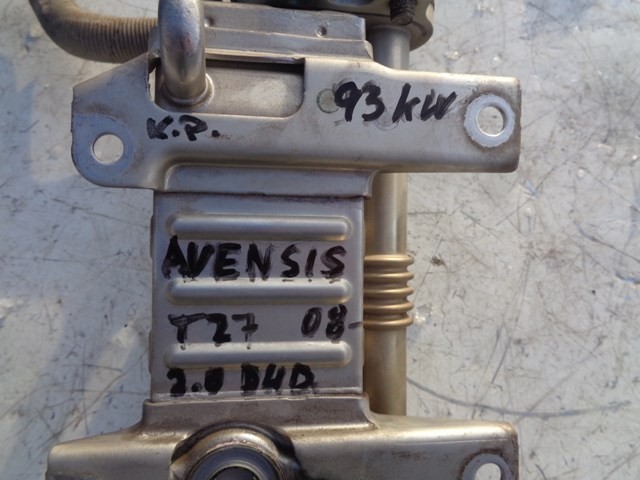 93 kW
K.P.
AVENSIS
T27 08-
2.0 D4D